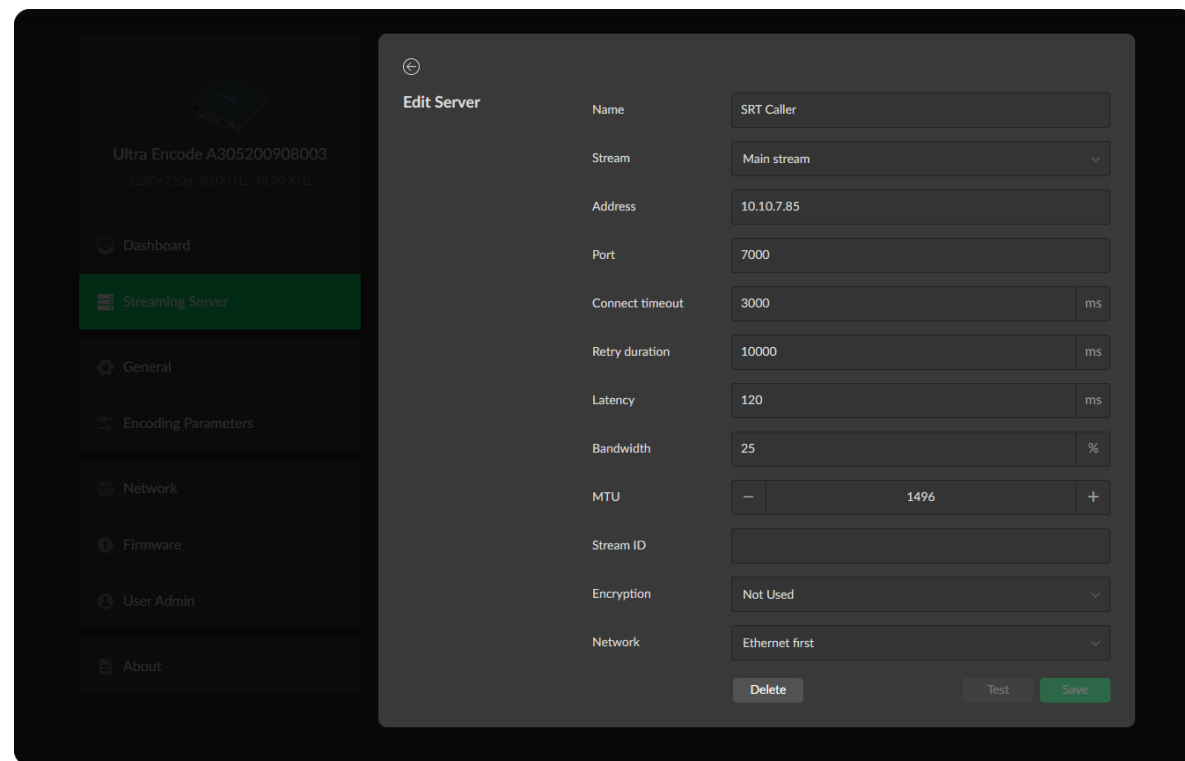 Ultra Encode A305200908003
1280×720p, 60.00 Hz, 48.00 KHz
Dashboard
Streaming Server
General
Encoding Parameters
Network
Firmware
User Admin
About
Edit Server
Name SRT Caller
Stream Main stream
Address 10.10.7.85
Port 7000
Connect timeout 3000 ms
Retry duration 10000 ms
Latency 120 ms
Bandwidth 25 %
MTU − 1496 +
Stream ID
Encryption Not Used
Network Ethernet first
Delete Test Save